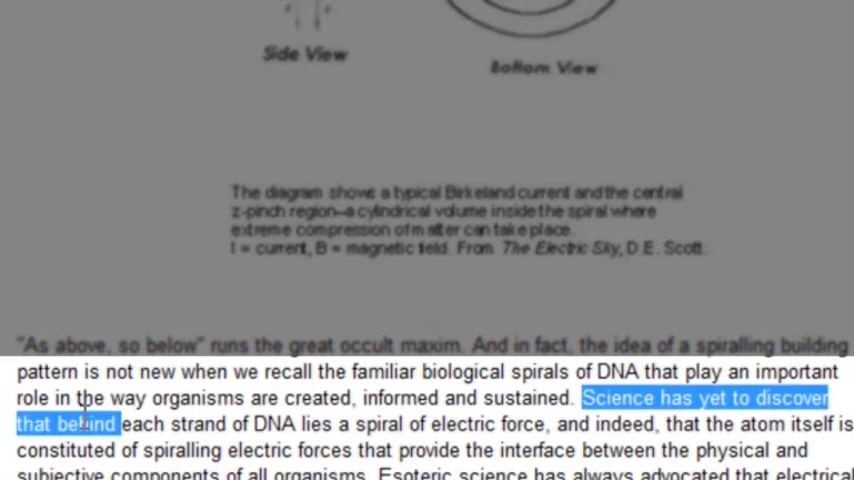 Side View
Bottom View
The diagram shows a typical Birkeland current and the central
z-pinch region--a cylindrical volume inside the spiral where
extreme compression of matter can take place.
I = current, B = magnetic field. From The Electric Sky, D.E. Scott.
"As above, so below" runs the great occult maxim. And in fact, the idea of a spiralling building
pattern is not new when we recall the familiar biological spirals of DNA that play an important
role in the way organisms are created, informed and sustained. Science has yet to discover
that behind each strand of DNA lies a spiral of electric force, and indeed, that the atom itself is
constituted of spiralling electric forces that provide the interface between the physical and
subjective components of all organisms. Esoteric science has always advocated that electrical